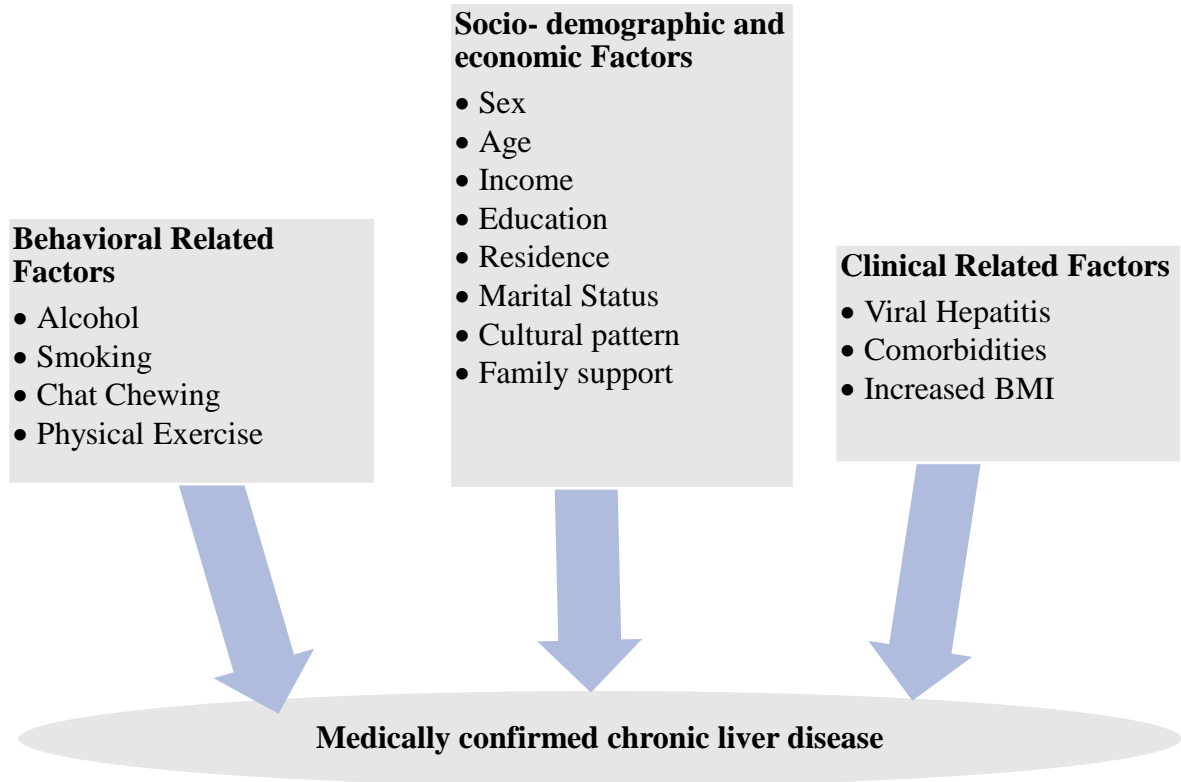 Socio- demographic and
economic Factors
• Sex
• Age
• Income
• Education
• Residence
• Marital Status
• Cultural pattern
• Family support
Behavioral Related
Factors
• Alcohol
• Smoking
• Chat Chewing
• Physical Exercise
Clinical Related Factors
• Viral Hepatitis
• Comorbidities
• Increased BMI
Medically confirmed chronic liver disease